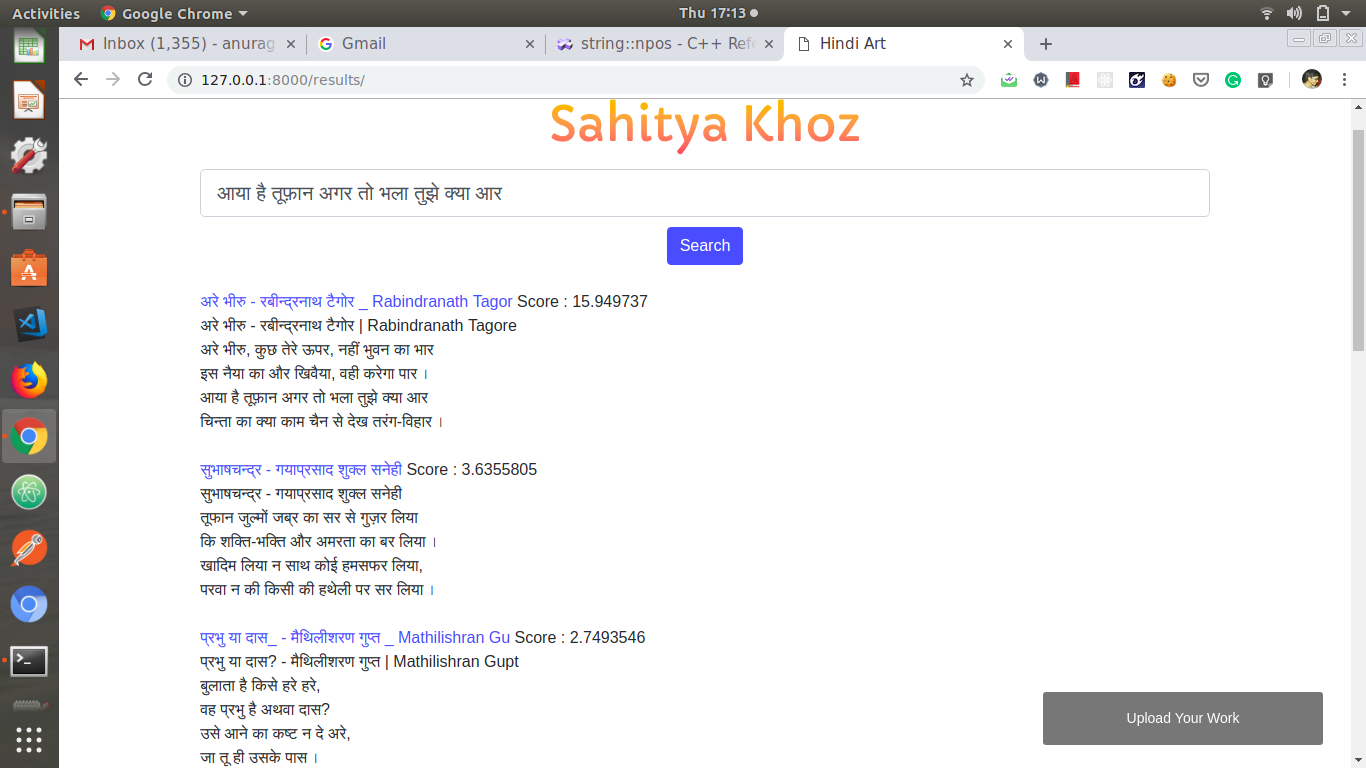 Activities Google Chrome Thu 17:13
Inbox (1,355) - anurag Gmail string::npos - C++ Refe Hindi Art
127.0.0.1:8000/results/
Sahitya Khoz
आया है तूफ़ान अगर तो भला तुझे क्या आर
Search
अरे भीरु - रबीन्द्रनाथ टैगोर _ Rabindranath Tagor Score : 15.949737
अरे भीरु - रबीन्द्रनाथ टैगोर | Rabindranath Tagore
अरे भीरु, कुछ तेरे ऊपर, नहीं भुवन का भार
इस नैया का और खिवैया, वही करेगा पार ।
आया है तूफ़ान अगर तो भला तुझे क्या आर
चिन्ता का क्या काम चैन से देख तरंग-विहार ।
सुभाषचन्द्र - गयाप्रसाद शुक्ल सनेही Score : 3.6355805
सुभाषचन्द्र - गयाप्रसाद शुक्ल सनेही
तूफान जुल्मों जब्र का सर से गुज़र लिया
कि शक्ति-भक्ति और अमरता का बर लिया ।
खादिम लिया न साथ कोई हमसफर लिया,
परवा न की किसी की हथेली पर सर लिया ।
प्रभु या दास_ - मैथिलीशरण गुप्त _ Mathilishran Gu Score : 2.7493546
प्रभु या दास? - मैथिलीशरण गुप्त | Mathilishran Gupt
बुलाता है किसे हरे हरे,
वह प्रभु है अथवा दास?
उसे आने का कष्ट न दे अरे,
जा तू ही उसके पास ।
Upload Your Work